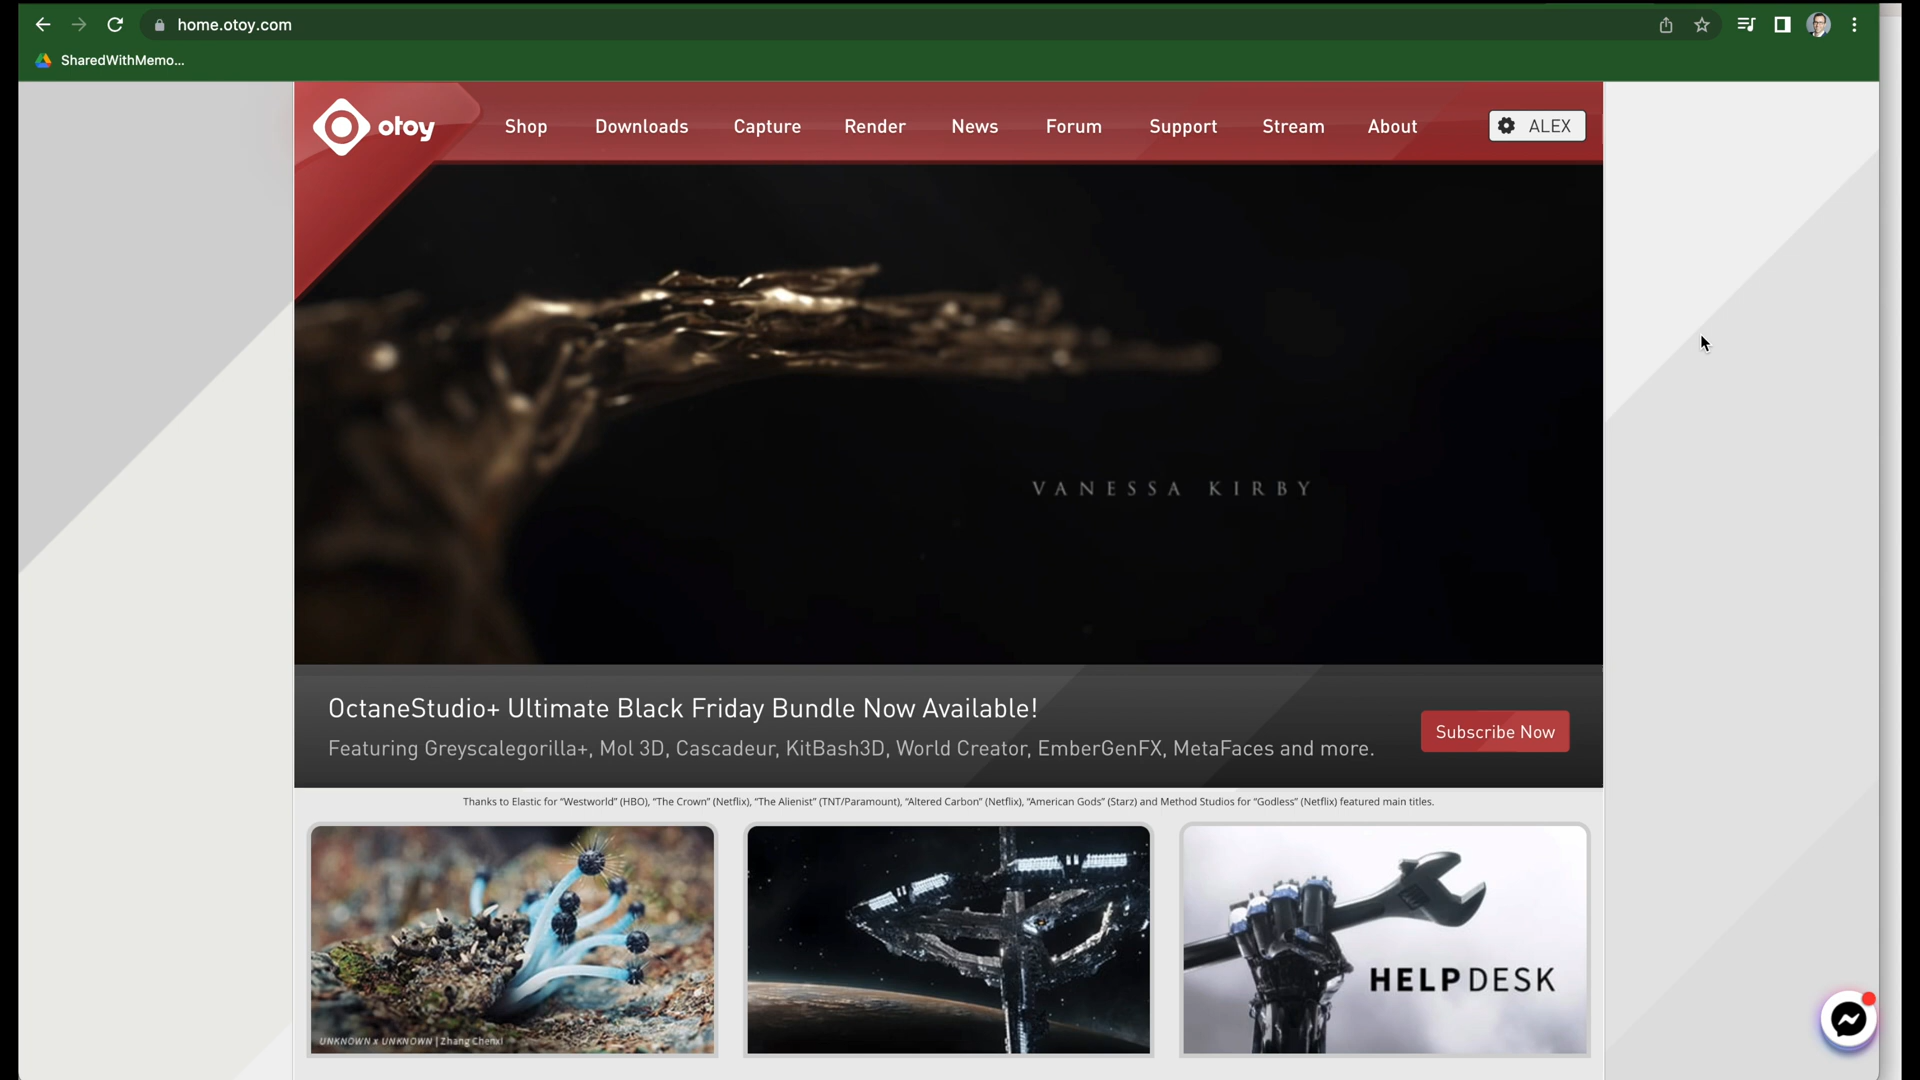 home.otoy.com
SharedWithMemo...
otoy
Shop
Downloads
Capture
Render
News
Forum
Support
Stream
About
ALEX
VANESSA KIRBY
OctaneStudio+ Ultimate Black Friday Bundle Now Available!
Featuring Greyscalegorilla+, Mol 3D, Cascadeur, KitBash3D, World Creator, EmberGenFX, MetaFaces and more.
Subscribe Now
Thanks to Elastic for “Westworld” (HBO), “The Crown” (Netflix), “The Alienist” (TNT/Paramount), “Altered Carbon” (Netflix), “American Gods” (Starz) and Method Studios for “Godless” (Netflix) featured main titles.
HELPDESK
UNKNOWN x UNKNOWN | Zhang Chenxi